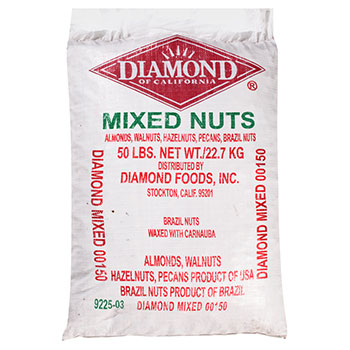 DIAMOND
OF CALIFORNIA
®
MIXED NUTS
ALMONDS, WALNUTS, HAZELNUTS, PECANS, BRAZIL NUTS
50 LBS. NET WT./22.7 KG
DISTRIBUTED BY
DIAMOND FOODS, INC.
STOCKTON, CALIF. 95201
DIAMOND MIXED 00150
DIAMOND MIXED 00150
BRAZIL NUTS
WAXED WITH CARNAUBA
ALMONDS, WALNUTS
HAZELNUTS, PECANS PRODUCT OF USA
BRAZIL NUTS PRODUCT OF BRAZIL
9225-03
DIAMOND MIXED 00150